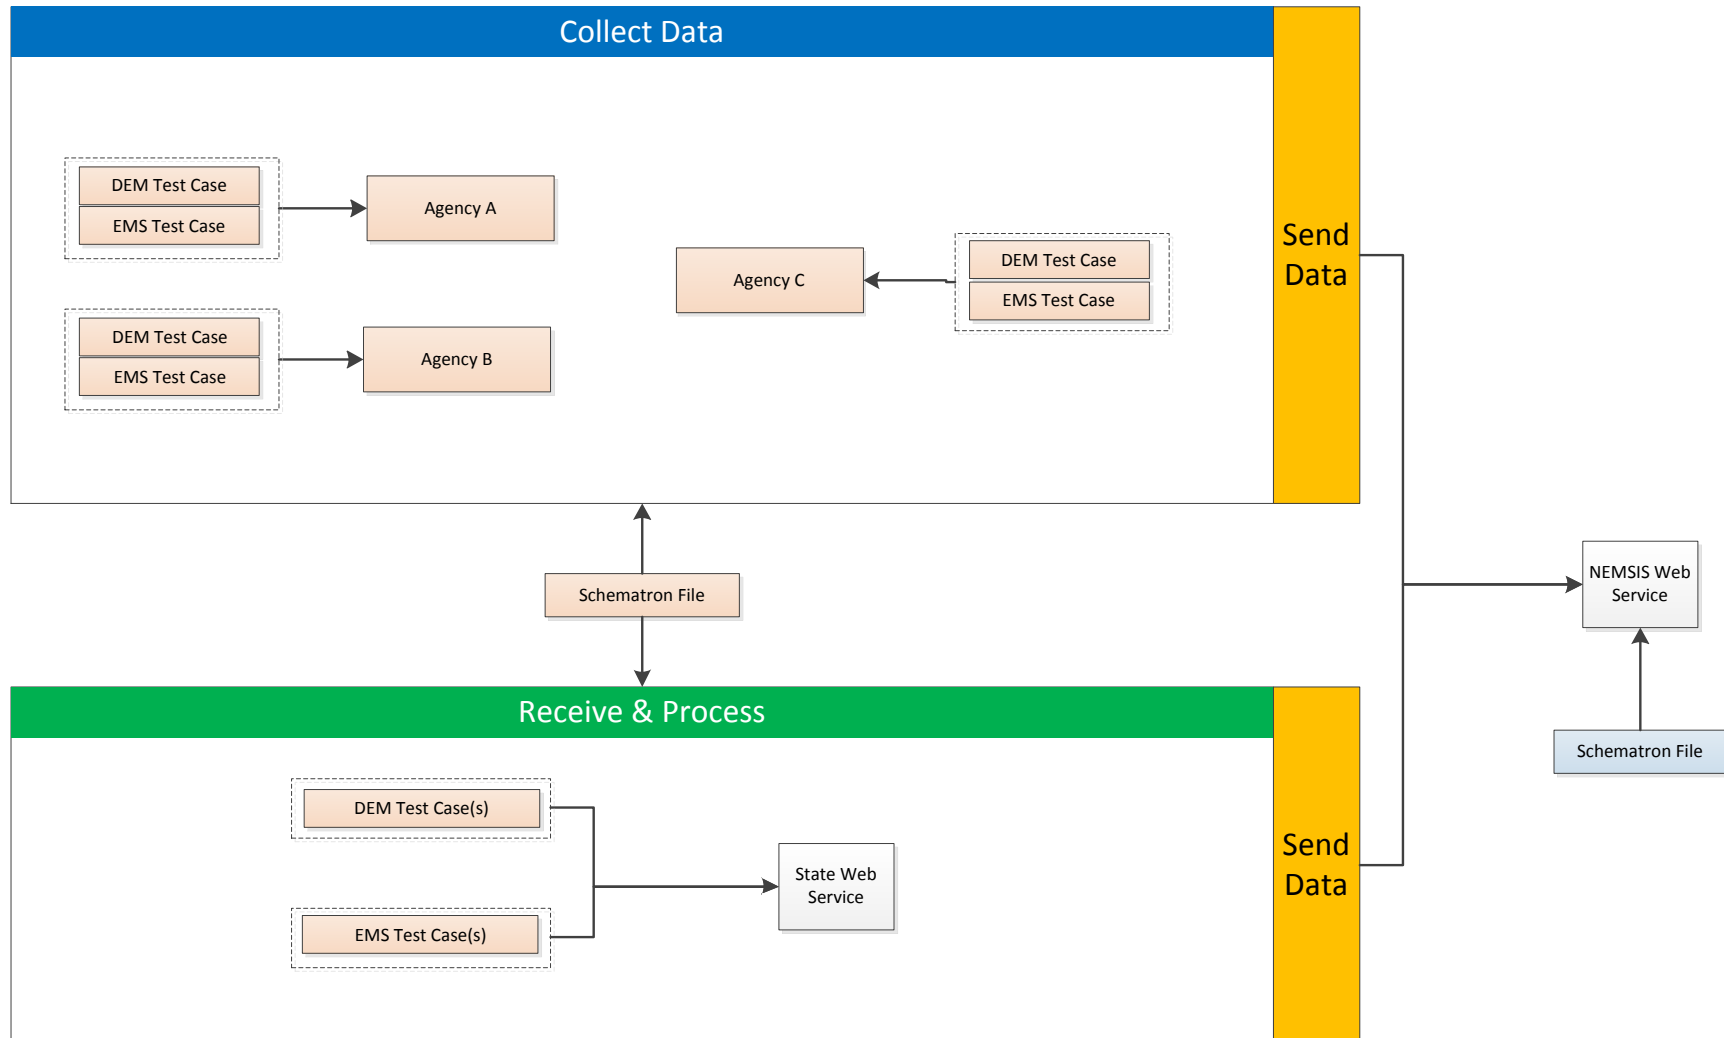 Collect Data
Send
Data
DEM Test Case
EMS Test Case
Agency A
DEM Test Case
EMS Test Case
Agency C
DEM Test Case
EMS Test Case
Agency B
Schematron File
NEMSIS Web
Service
Schematron File
Receive & Process
Send
Data
DEM Test Case(s)
EMS Test Case(s)
State Web
Service